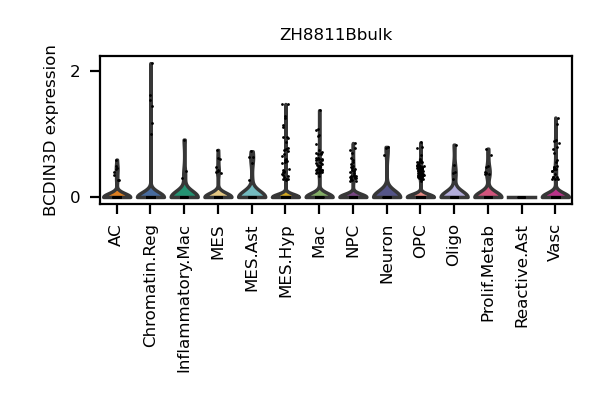 ZH8811Bbulk
BCDIN3D expression
2
0
AC
Chromatin.Reg
Inflammatory.Mac
MES
MES.Ast
MES.Hyp
Mac
NPC
Neuron
OPC
Oligo
Prolif.Metab
Reactive.Ast
Vasc